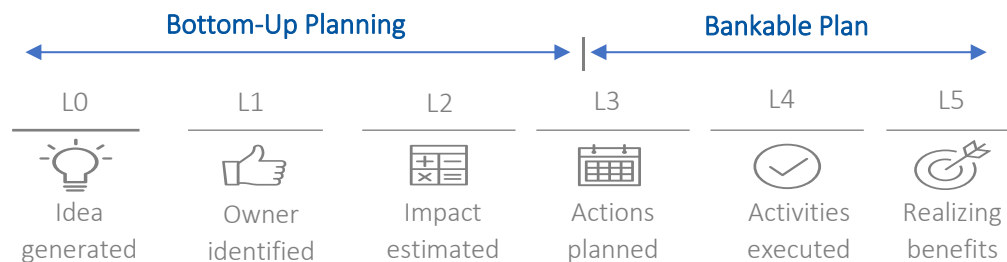 Bottom-Up Planning
Bankable Plan
L0
L1
L2
L3
L4
L5
Idea
generated
Owner
identified
Impact
estimated
Actions
planned
Activities
executed
Realizing
benefits